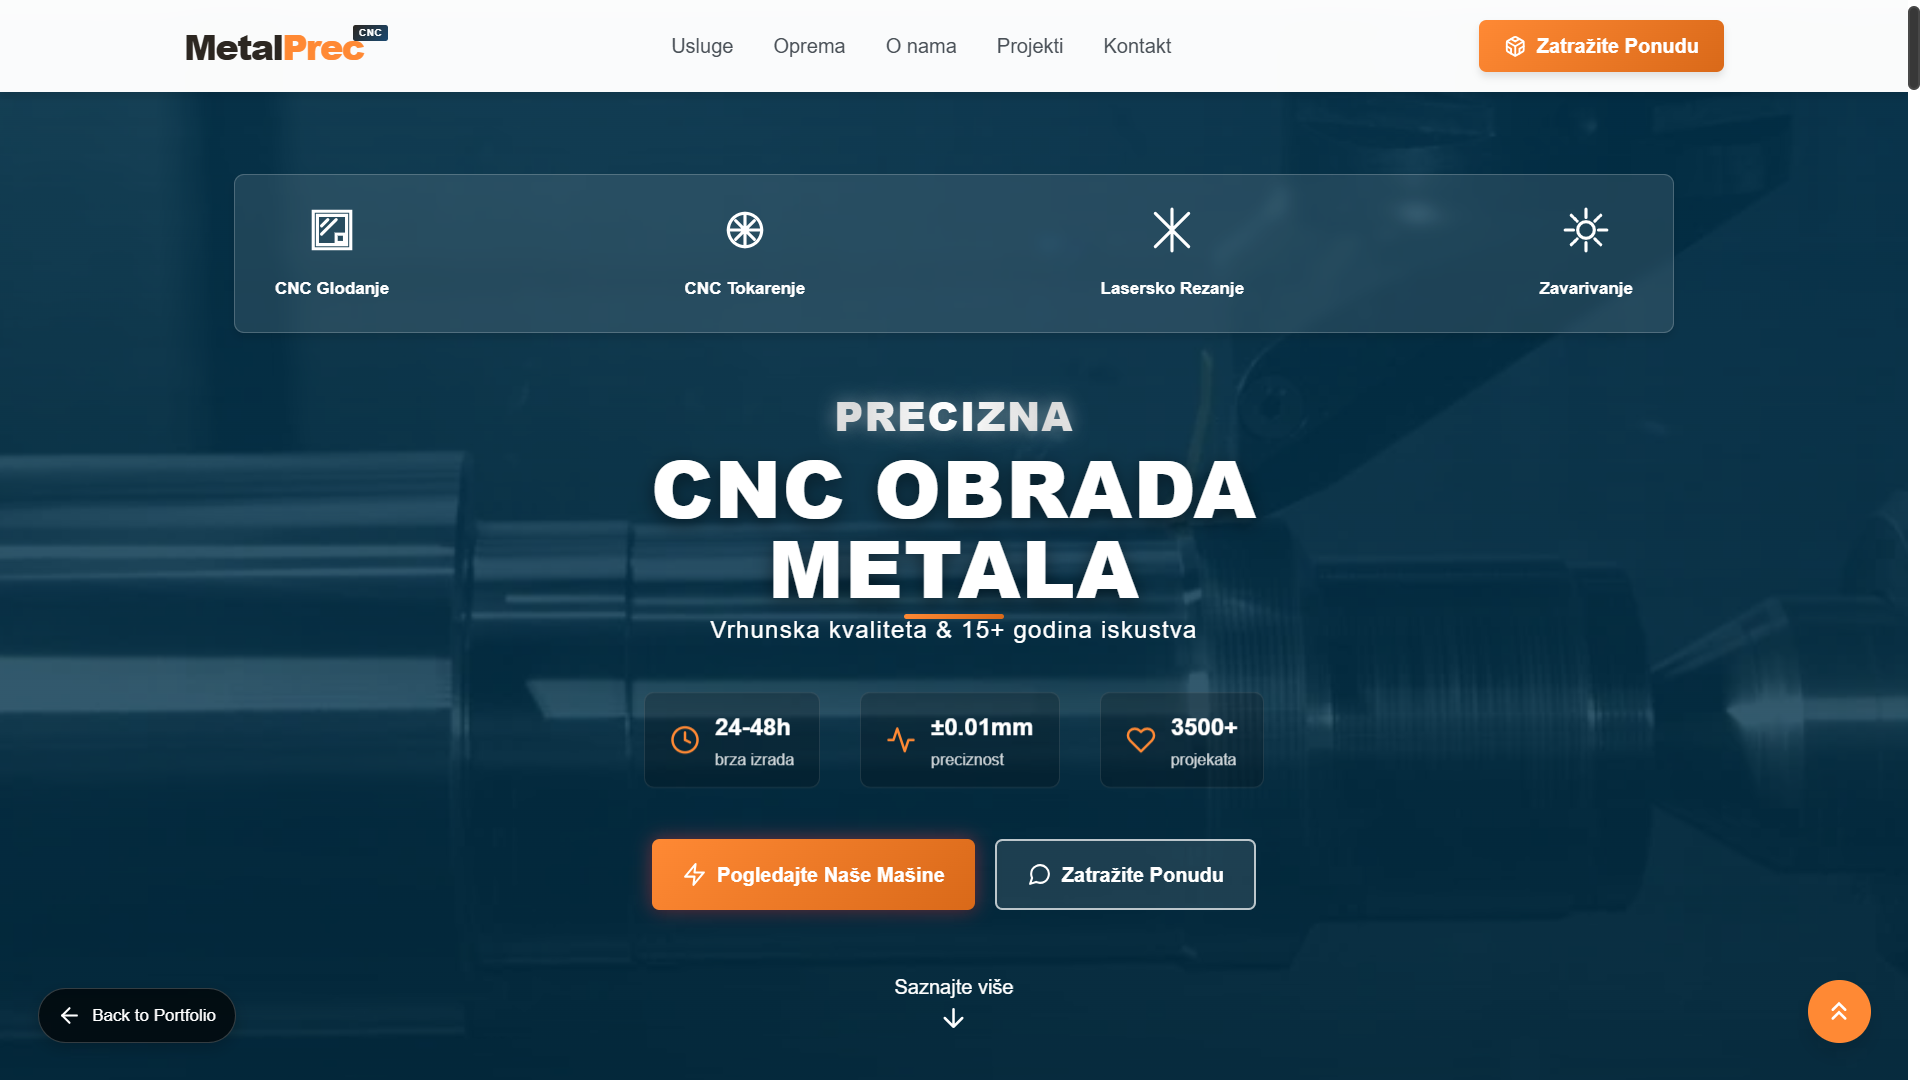 MetalPrec CNC
Usluge
Oprema
O nama
Projekti
Kontakt
Zatražite Ponudu
CNC Glodanje
CNC Tokarenje
Lasersko Rezanje
Zavarivanje
PRECIZNA
CNC OBRADA
METALA
Vrhunska kvaliteta & 15+ godina iskustva
24-48h
brza izrada
±0.01mm
preciznost
3500+
projekata
Pogledajte Naše Mašine
Zatražite Ponudu
Saznajte više
Back to Portfolio